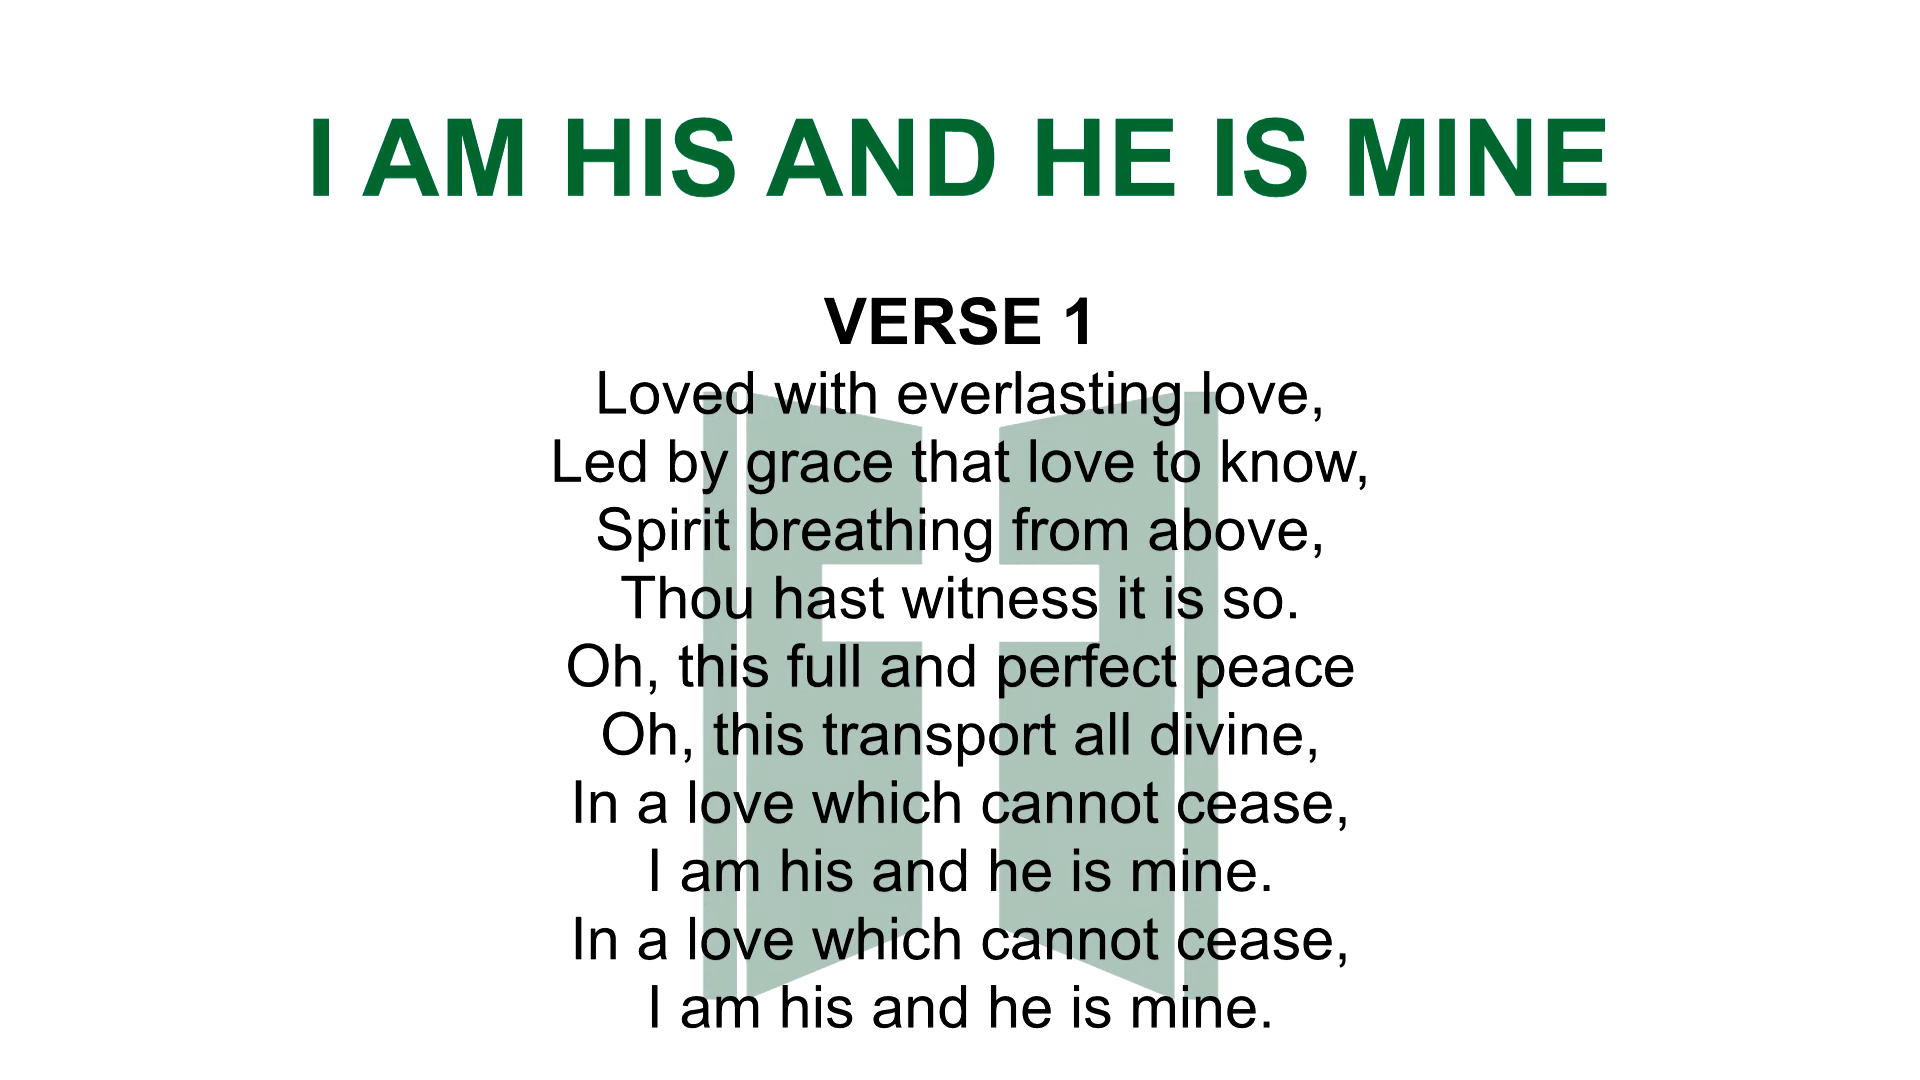 I AM HIS AND HE IS MINE
VERSE 1
Loved with everlasting love,
Led by grace that love to know,
Spirit breathing from above,
Thou hast witness it is so.
Oh, this full and perfect peace
Oh, this transport all divine,
In a love which cannot cease,
I am his and he is mine.
In a love which cannot cease,
I am his and he is mine.